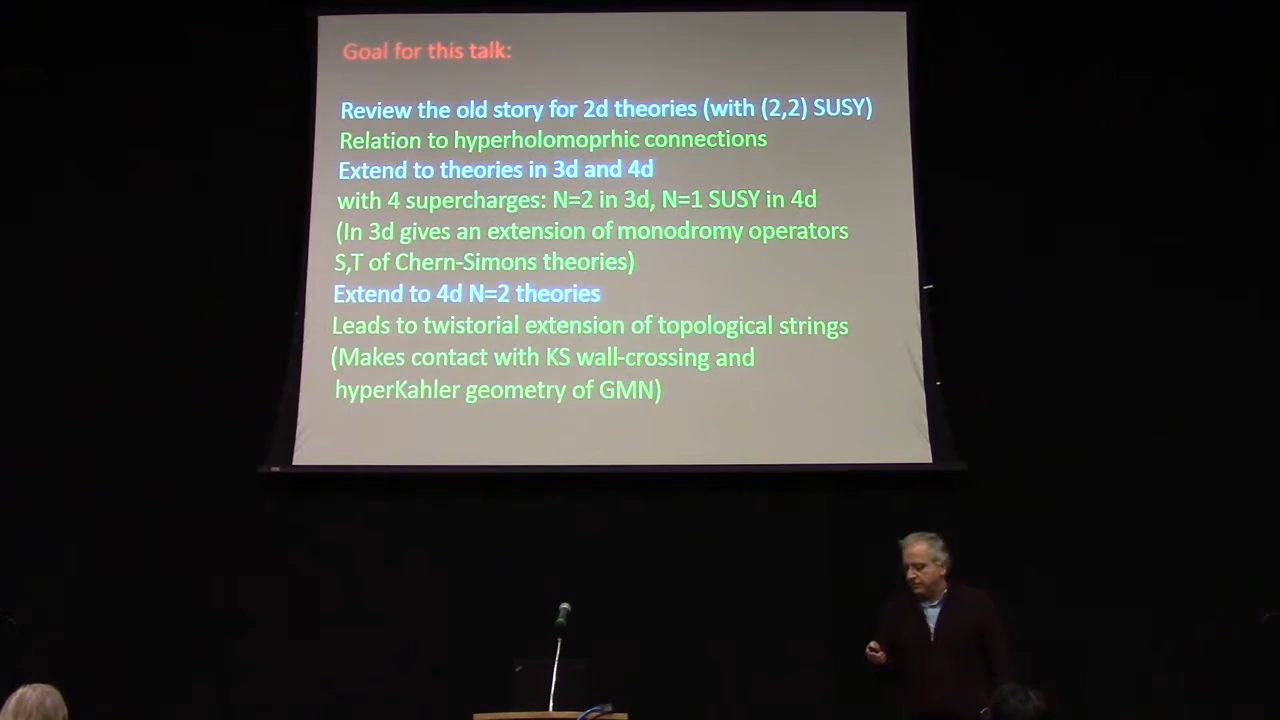 Goal for this talk:
Review the old story for 2d theories (with (2,2) SUSY)
Relation to hyperholomoprhic connections
Extend to theories in 3d and 4d
with 4 supercharges: N=2 in 3d, N=1 SUSY in 4d
(In 3d gives an extension of monodromy operators
S,T of Chern-Simons theories)
Extend to 4d N=2 theories
Leads to twistorial extension of topological strings
(Makes contact with KS wall-crossing and
hyperKahler geometry of GMN)